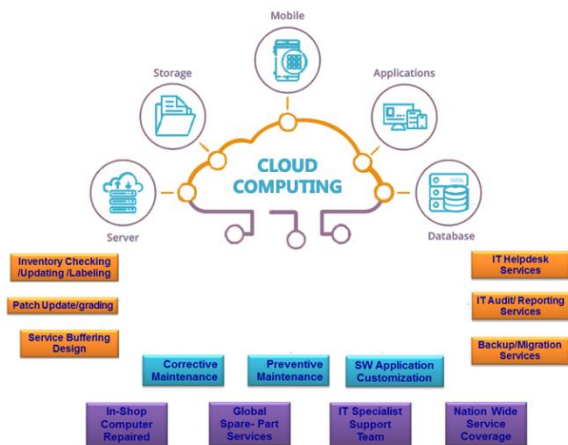 Mobile
Storage
Applications
CLOUD
COMPUTING
Server
Database
Inventory Checking
/Updating /Labeling
IT Helpdesk
Services
Patch Update/grading
IT Audit/ Reporting
Services
Service Buffering
Design
Backup/Migration
Services
Corrective
Maintenance
Preventive
Maintenance
SW Application
Customization
In-Shop
Computer
Repaired
Global
Spare- Part
Services
IT Specialist
Support
Team
Nation Wide
Service
Coverage